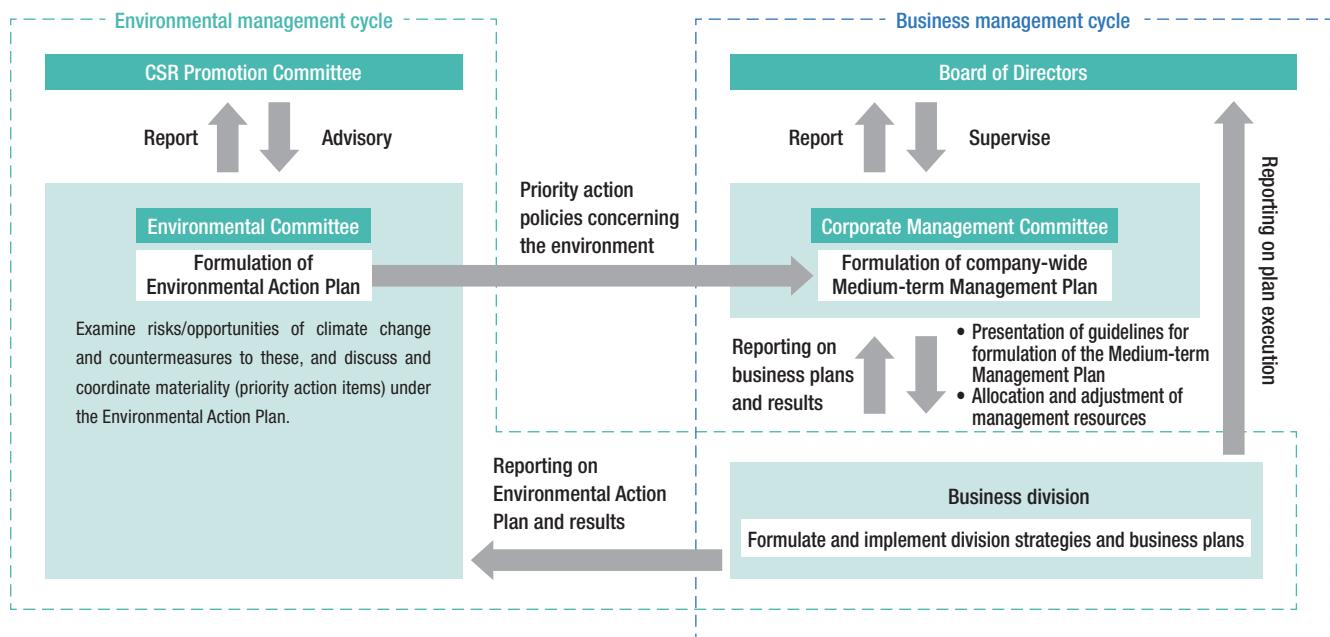 Environmental management cycle
CSR Promotion Committee
Report
Advisory
Environmental Committee
Formulation of
Environmental Action Plan
Examine risks/opportunities of climate change
and countermeasures to these, and discuss and
coordinate materiality (priority action items) under
the Environmental Action Plan.
Priority action
policies concerning
the environment
Business management cycle
Board of Directors
Report
Supervise
Corporate Management Committee
Formulation of company-wide
Medium-term Management Plan
Reporting on
business plans
and results
• Presentation of guidelines for
formulation of the Medium-term
Management Plan
• Allocation and adjustment of
management resources
Reporting on plan execution
Reporting on
Environmental Action
Plan and results
Business division
Formulate and implement division strategies and business plans